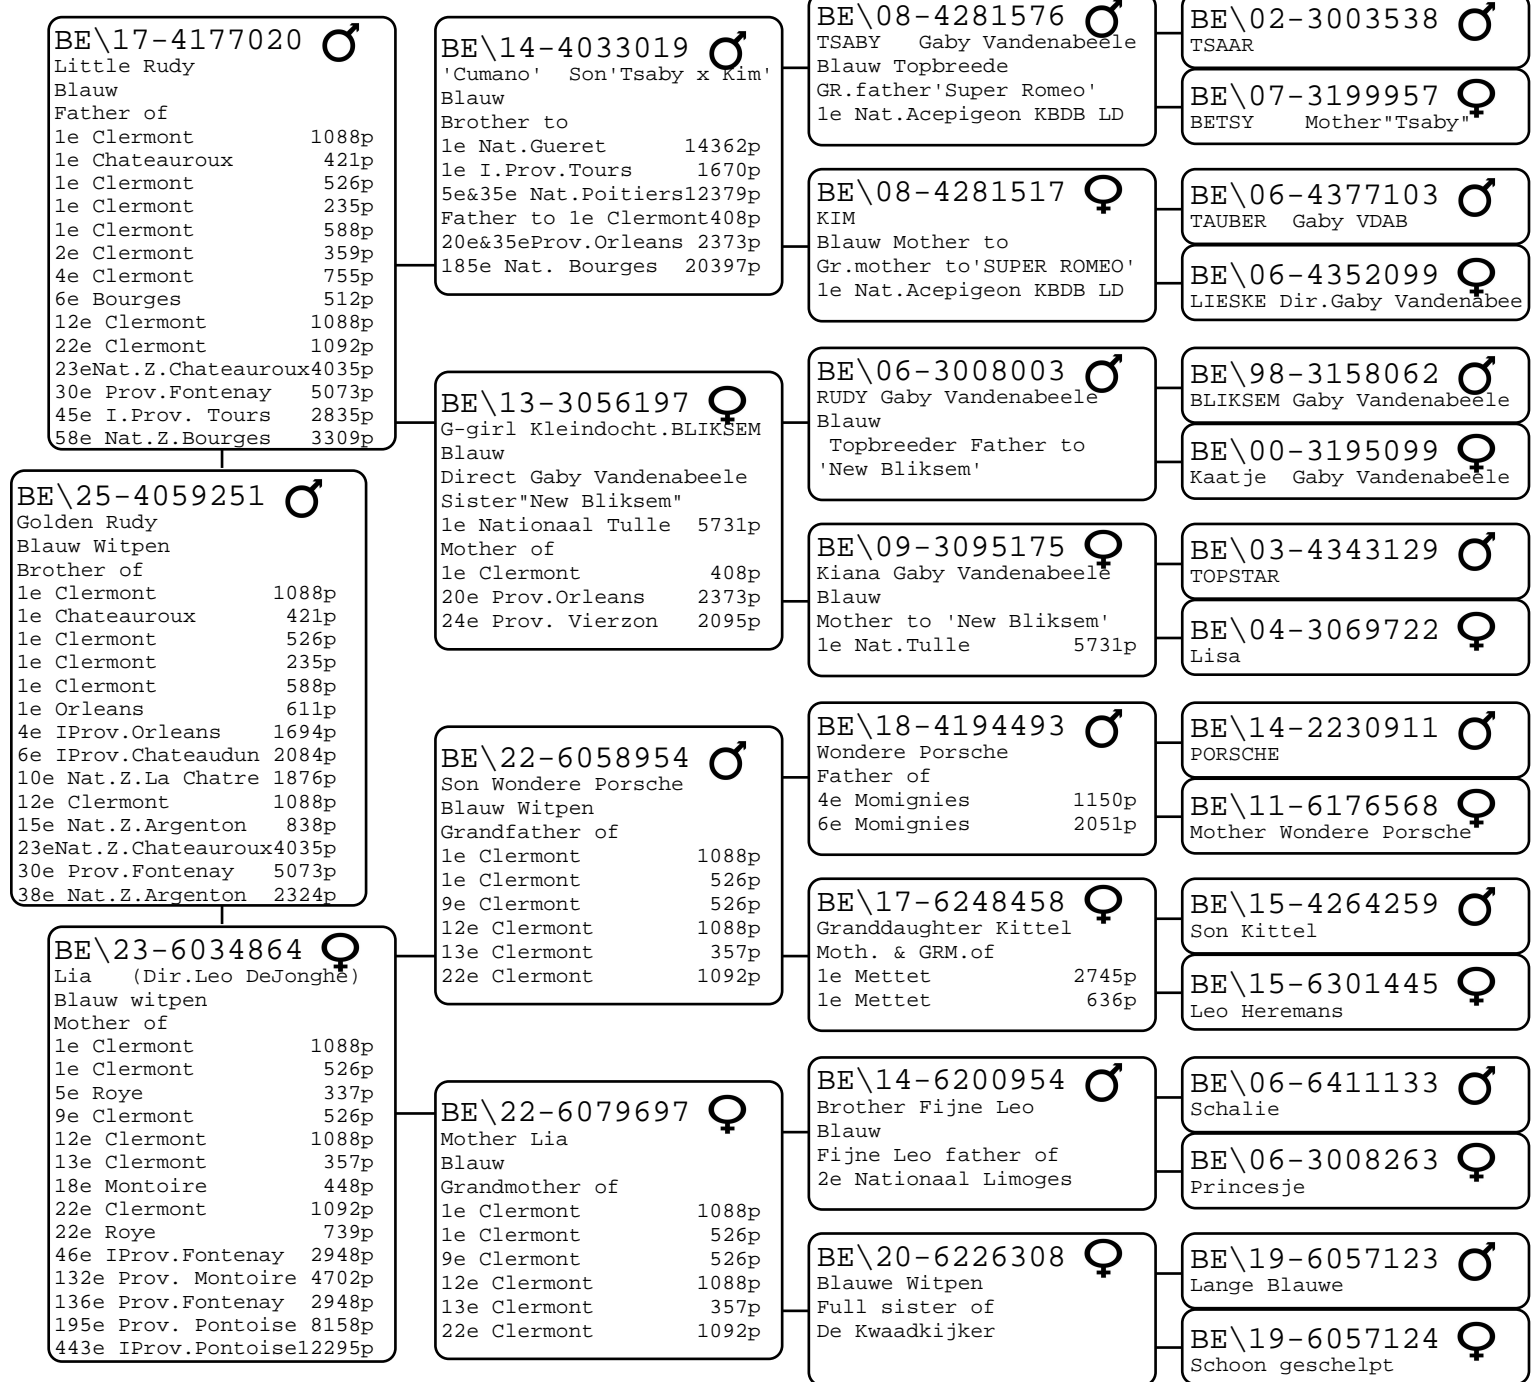 BE\17-4177020 ♂
Little Rudy
Blauw
Father of
1e Clermont 1088p
1e Chateauroux 421p
1e Clermont 526p
1e Clermont 235p
1e Clermont 588p
2e Clermont 359p
4e Clermont 755p
6e Bourges 512p
12e Clermont 1088p
22e Clermont 1092p
23eNat.Z.Chateauroux4035p
30e Prov.Fontenay 5073p
45e I.Prov. Tours 2835p
58e Nat.Z.Bourges 3309p
BE\25-4059251 ♂
Golden Rudy
Blauw Witpen
Brother of
1e Clermont 1088p
1e Chateauroux 421p
1e Clermont 526p
1e Clermont 235p
1e Clermont 588p
1e Orleans 611p
4e IProv.Orleans 1694p
6e IProv.Chateaudun 2084p
10e Nat.Z.La Chatre 1876p
12e Clermont 1088p
15e Nat.Z.Argenton 838p
23eNat.Z.Chateauroux4035p
30e Prov.Fontenay 5073p
38e Nat.Z.Argenton 2324p
BE\23-6034864 ♀
Lia (Dir.Leo DeJonghe)
Blauw witpen
Mother of
1e Clermont 1088p
1e Clermont 526p
5e Roye 337p
9e Clermont 526p
12e Clermont 1088p
13e Clermont 357p
18e Montoire 448p
22e Clermont 1092p
22e Roye 739p
46e IProv.Fontenay 2948p
132e Prov. Montoire 4702p
136e Prov.Fontenay 2948p
195e Prov. Pontoise 8158p
443e IProv.Pontoise12295p
BE\14-4033019 ♂
'Cumano' Son'Tsaby x Kim'
Blauw
Brother to
1e Nat.Gueret 14362p
1e I.Prov.Tours 1670p
5e&35e Nat.Poitiers12379p
Father to 1e Clermont408p
20e&35eProv.Orleans 2373p
185e Nat. Bourges 20397p
BE\13-3056197 ♀
G-girl Kleindocht.BLIKSEM
Blauw
Direct Gaby Vandenabeele
Sister"New Bliksem"
1e Nationaal Tulle 5731p
Mother of
1e Clermont 408p
20e Prov.Orleans 2373p
24e Prov. Vierzon 2095p
BE\22-6058954 ♂
Son Wondere Porsche
Blauw Witpen
Grandfather of
1e Clermont 1088p
1e Clermont 526p
9e Clermont 526p
12e Clermont 1088p
13e Clermont 357p
22e Clermont 1092p
BE\22-6079697 ♀
Mother Lia
Blauw
Grandmother of
1e Clermont 1088p
1e Clermont 526p
9e Clermont 526p
12e Clermont 1088p
13e Clermont 357p
22e Clermont 1092p
BE\08-4281576 ♂
TSABY Gaby Vandenabeele
Blauw Topbreede
GR.father'Super Romeo'
1e Nat.Acepigeon KBDB LD
BE\08-4281517 ♀
KIM
Blauw Mother to
Gr.mother to'SUPER ROMEO'
1e Nat.Acepigeon KBDB LD
BE\06-3008003 ♂
RUDY Gaby Vandenabeele
Blauw
Topbreeder Father to
'New Bliksem'
BE\09-3095175 ♀
Kiana Gaby Vandenabeele
Blauw
Mother to 'New Bliksem'
1e Nat.Tulle 5731p
BE\18-4194493 ♂
Wondere Porsche
Father of
4e Momignies 1150p
6e Momignies 2051p
BE\17-6248458 ♀
Granddaughter Kittel
Moth. & GRM.of
1e Mettet 2745p
1e Mettet 636p
BE\14-6200954 ♂
Brother Fijne Leo
Blauw
Fijne Leo father of
2e Nationaal Limoges
BE\20-6226308 ♀
Blauwe Witpen
Full sister of
De Kwaadkijker
BE\02-3003538 ♂
TSAAR
BE\07-3199957 ♀
BETSY Mother"Tsaby"
BE\06-4377103 ♂
TAUBER Gaby VDAB
BE\06-4352099 ♀
LIESKE Dir.Gaby Vandenabee
BE\98-3158062 ♂
BLIKSEM Gaby Vandenabeele
BE\00-3195099 ♀
Kaatje Gaby Vandenabeele
BE\03-4343129 ♂
TOPSTAR
BE\04-3069722 ♀
Lisa
BE\14-2230911 ♂
PORSCHE
BE\11-6176568 ♀
Mother Wondere Porsche
BE\15-4264259 ♂
Son Kittel
BE\15-6301445 ♀
Leo Heremans
BE\06-6411133 ♂
Schalie
BE\06-3008263 ♀
Princesje
BE\19-6057123 ♂
Lange Blauwe
BE\19-6057124 ♀
Schoon geschelpt